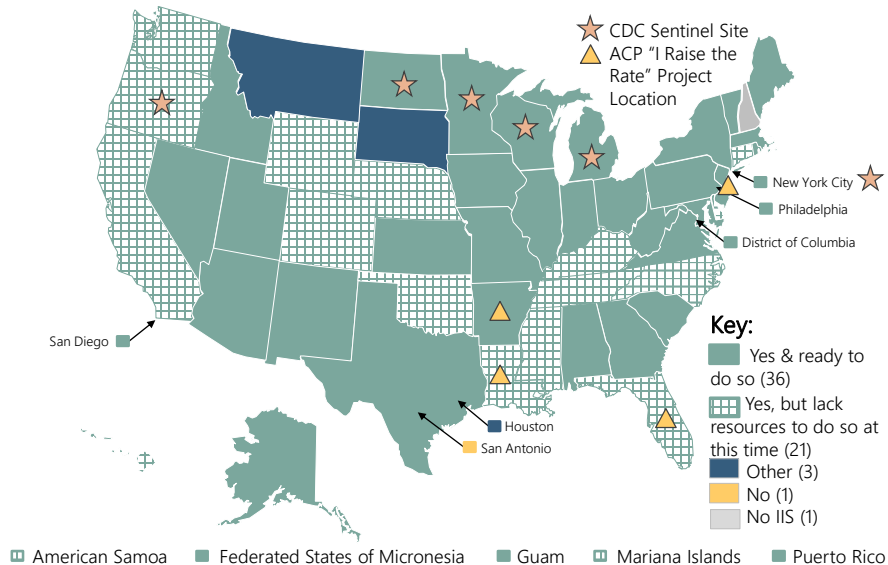 CDC Sentinel Site
ACP “I Raise the
Rate” Project
Location
New York City
Philadelphia
District of Columbia
San Diego
Houston
San Antonio
Key:
Yes & ready to
do so (36)
Yes, but lack
resources to do so at
this time (21)
Other (3)
No (1)
No IIS (1)
American Samoa
Federated States of Micronesia
Guam
Mariana Islands
Puerto Rico